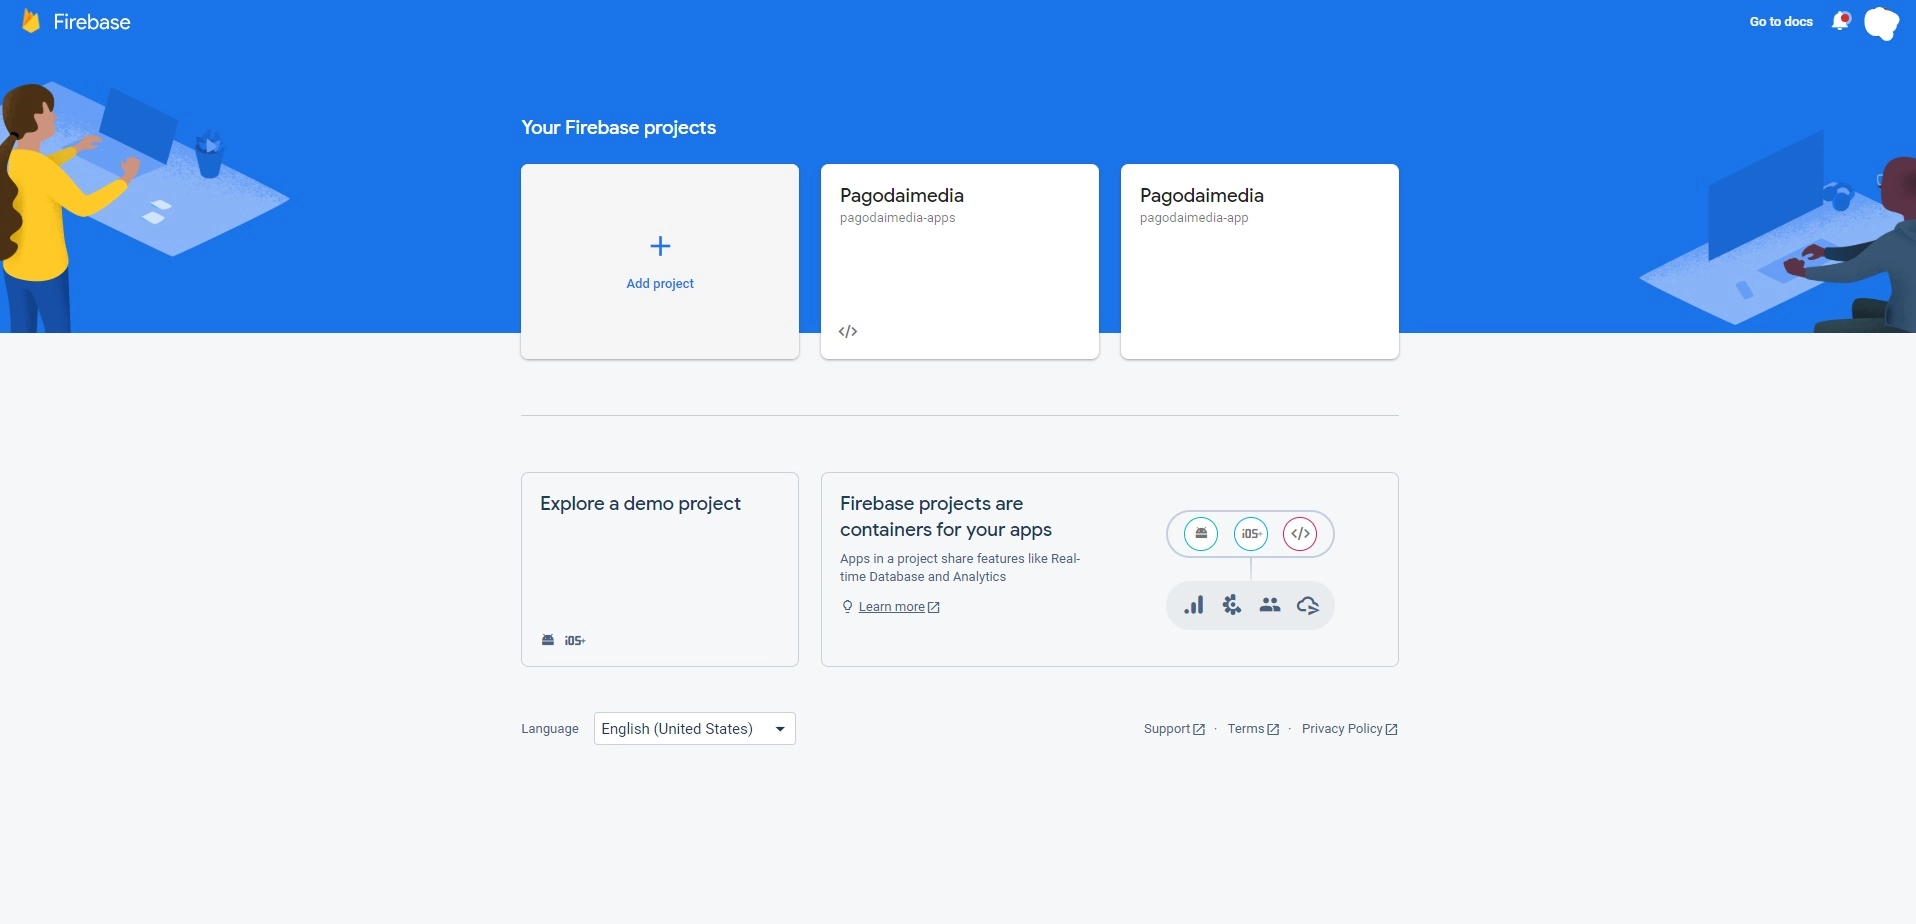 Firebase
Go to docs
Your Firebase projects
Add project
Pagodaimedia
pagodaimedia-apps
Pagodaimedia
pagodaimedia-app
Explore a demo project
iOS+
Firebase projects are
containers for your apps
Apps in a project share features like Real-
time Database and Analytics
Learn more
iOS+
Language
English (United States)
Support · Terms · Privacy Policy